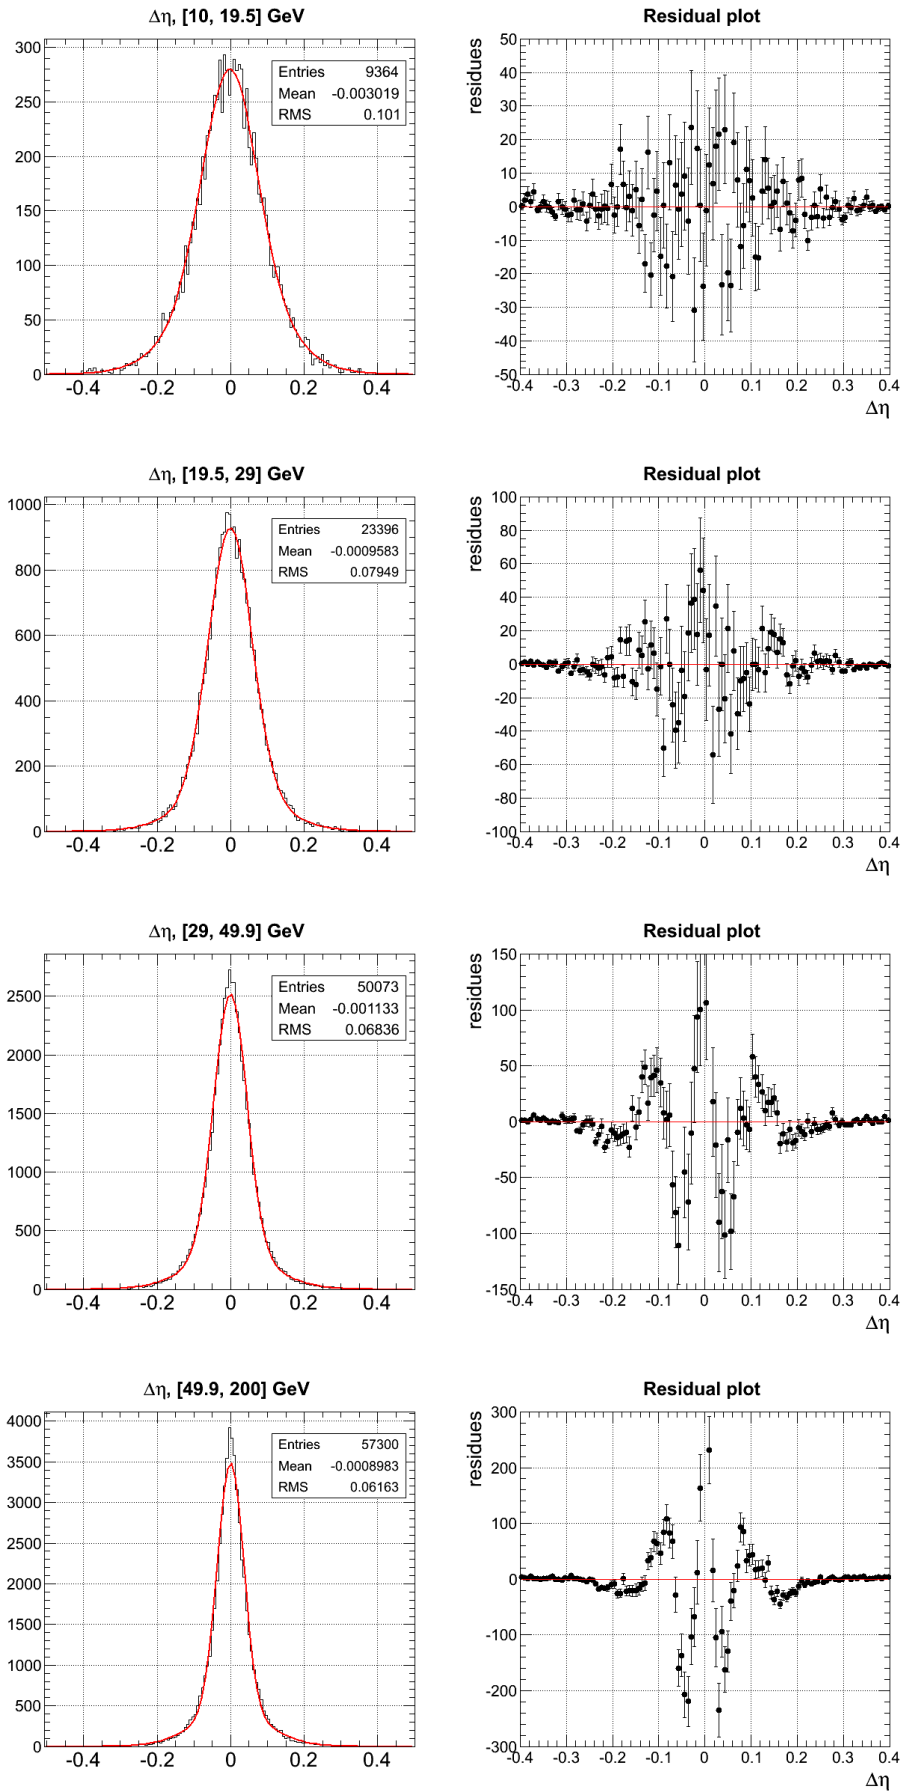 Δη, [10, 19.5] GeV
300
250
200
150
100
50
0
-0.4 -0.2 0 0.2 0.4
Entries 9364
Mean -0.003019
RMS 0.101
Residual plot
residues
50
40
30
20
10
0
-10
-20
-30
-40
-50
-0.4 -0.3 -0.2 -0.1 0 0.1 0.2 0.3 0.4
Δη
Δη, [19.5, 29] GeV
1000
800
600
400
200
0
-0.4 -0.2 0 0.2 0.4
Entries 23396
Mean -0.0009583
RMS 0.07949
Residual plot
residues
100
80
60
40
20
0
-20
-40
-60
-80
-100
-0.4 -0.3 -0.2 -0.1 0 0.1 0.2 0.3 0.4
Δη
Δη, [29, 49.9] GeV
2500
2000
1500
1000
500
0
-0.4 -0.2 0 0.2 0.4
Entries 50073
Mean -0.001133
RMS 0.06836
Residual plot
residues
150
100
50
0
-50
-100
-150
-0.4 -0.3 -0.2 -0.1 0 0.1 0.2 0.3 0.4
Δη
Δη, [49.9, 200] GeV
4000
3500
3000
2500
2000
1500
1000
500
0
-0.4 -0.2 0 0.2 0.4
Entries 57300
Mean -0.0008983
RMS 0.06163
Residual plot
residues
300
200
100
0
-100
-200
-300
-0.4 -0.3 -0.2 -0.1 0 0.1 0.2 0.3 0.4
Δη